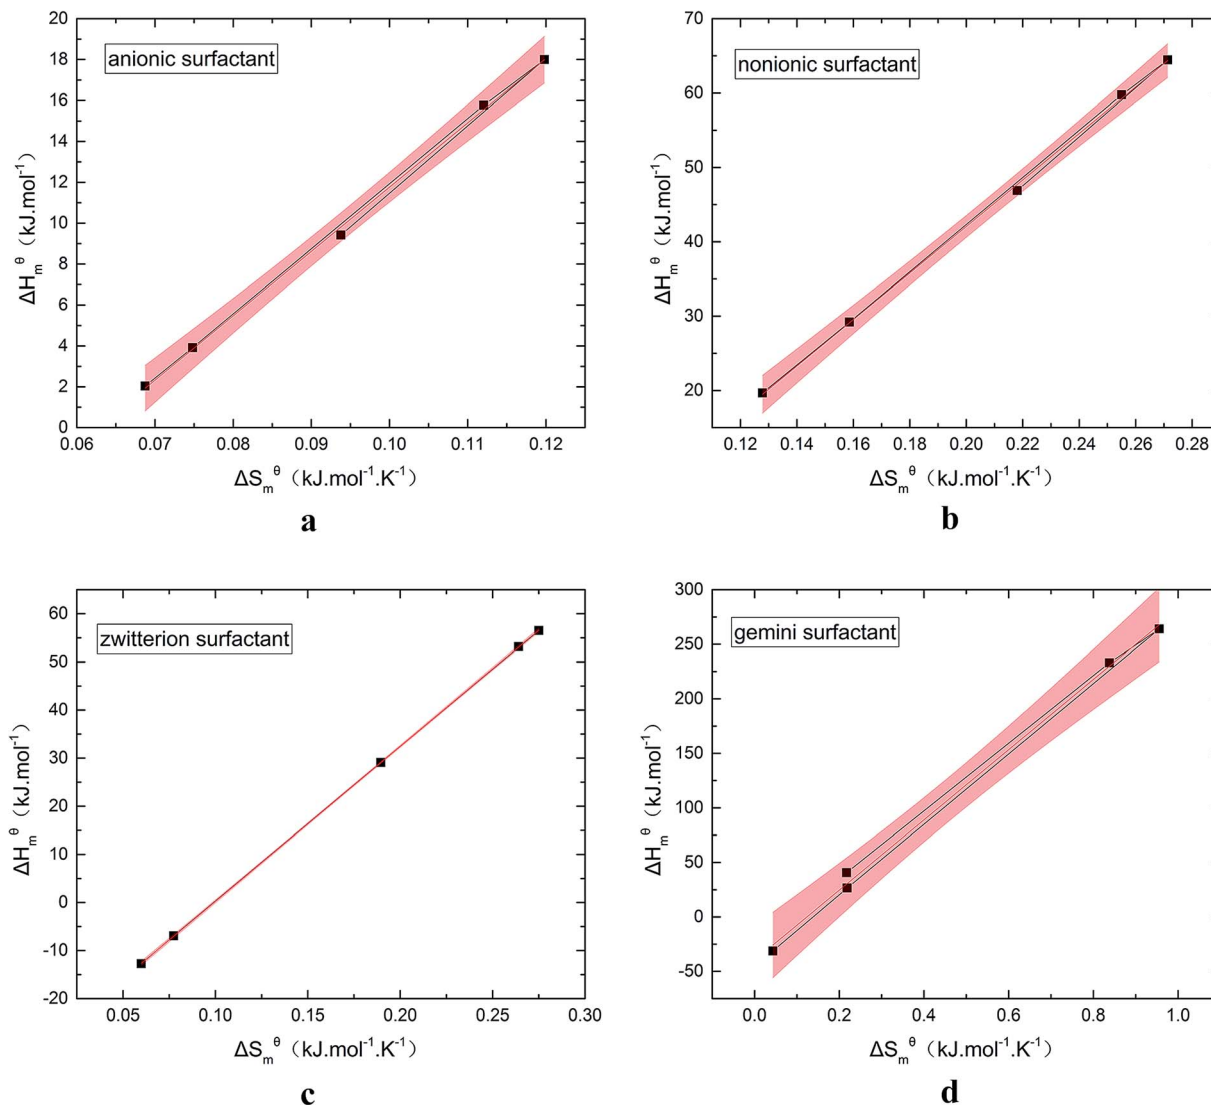 anionic surfactant
20
18
16
14
12
10
8
6
4
2
0
0.06 0.07 0.08 0.09 0.10 0.11 0.12
ΔHₘᶿ (kJ.mol⁻¹)
ΔSₘᶿ (kJ.mol⁻¹.K⁻¹)
a
nonionic surfactant
70
60
50
40
30
20
0.12 0.14 0.16 0.18 0.20 0.22 0.24 0.26 0.28
ΔHₘᶿ (kJ.mol⁻¹)
ΔSₘᶿ (kJ.mol⁻¹.K⁻¹)
b
zwitterion surfactant
60
50
40
30
20
10
0
-10
-20
0.05 0.10 0.15 0.20 0.25 0.30
ΔHₘᶿ (kJ.mol⁻¹)
ΔSₘᶿ (kJ.mol⁻¹.K⁻¹)
c
gemini surfactant
300
250
200
150
100
50
0
-50
0.0 0.2 0.4 0.6 0.8 1.0
ΔHₘᶿ (kJ.mol⁻¹)
ΔSₘᶿ (kJ.mol⁻¹.K⁻¹)
d